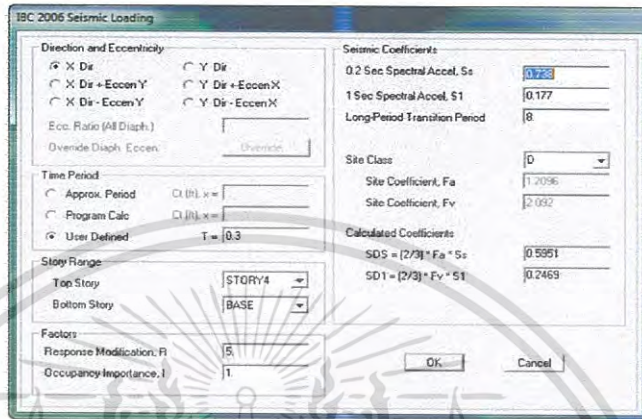 IBC 2006 Seismic Loading
Direction and Eccentricity
X Dir
Y Dir
X Dir + Eccen Y
Y Dir + Eccen X
X Dir - Eccen Y
Y Dir - Eccen X
Ecc. Ratio (All Diaph.)
Override Diaph. Eccen.
Override
Time Period
Approx. Period
Ct (ft), x =
Program Calc
Ct (ft), x =
User Defined
T = 0.3
Story Range
Top Story
STORY4
Bottom Story
BASE
Factors
Response Modification, R
5.
Occupancy Importance, I
1.
Seismic Coefficients
0.2 Sec Spectral Accel, Ss
0.738
1 Sec Spectral Accel, S1
0.177
Long-Period Transition Period
8.
Site Class
D
Site Coefficient, Fa
1.2096
Site Coefficient, Fv
2.092
Calculated Coefficients
SDS = (2/3) * Fa * Ss
0.5951
SD1 = (2/3) * Fv * S1
0.2469
OK
Cancel